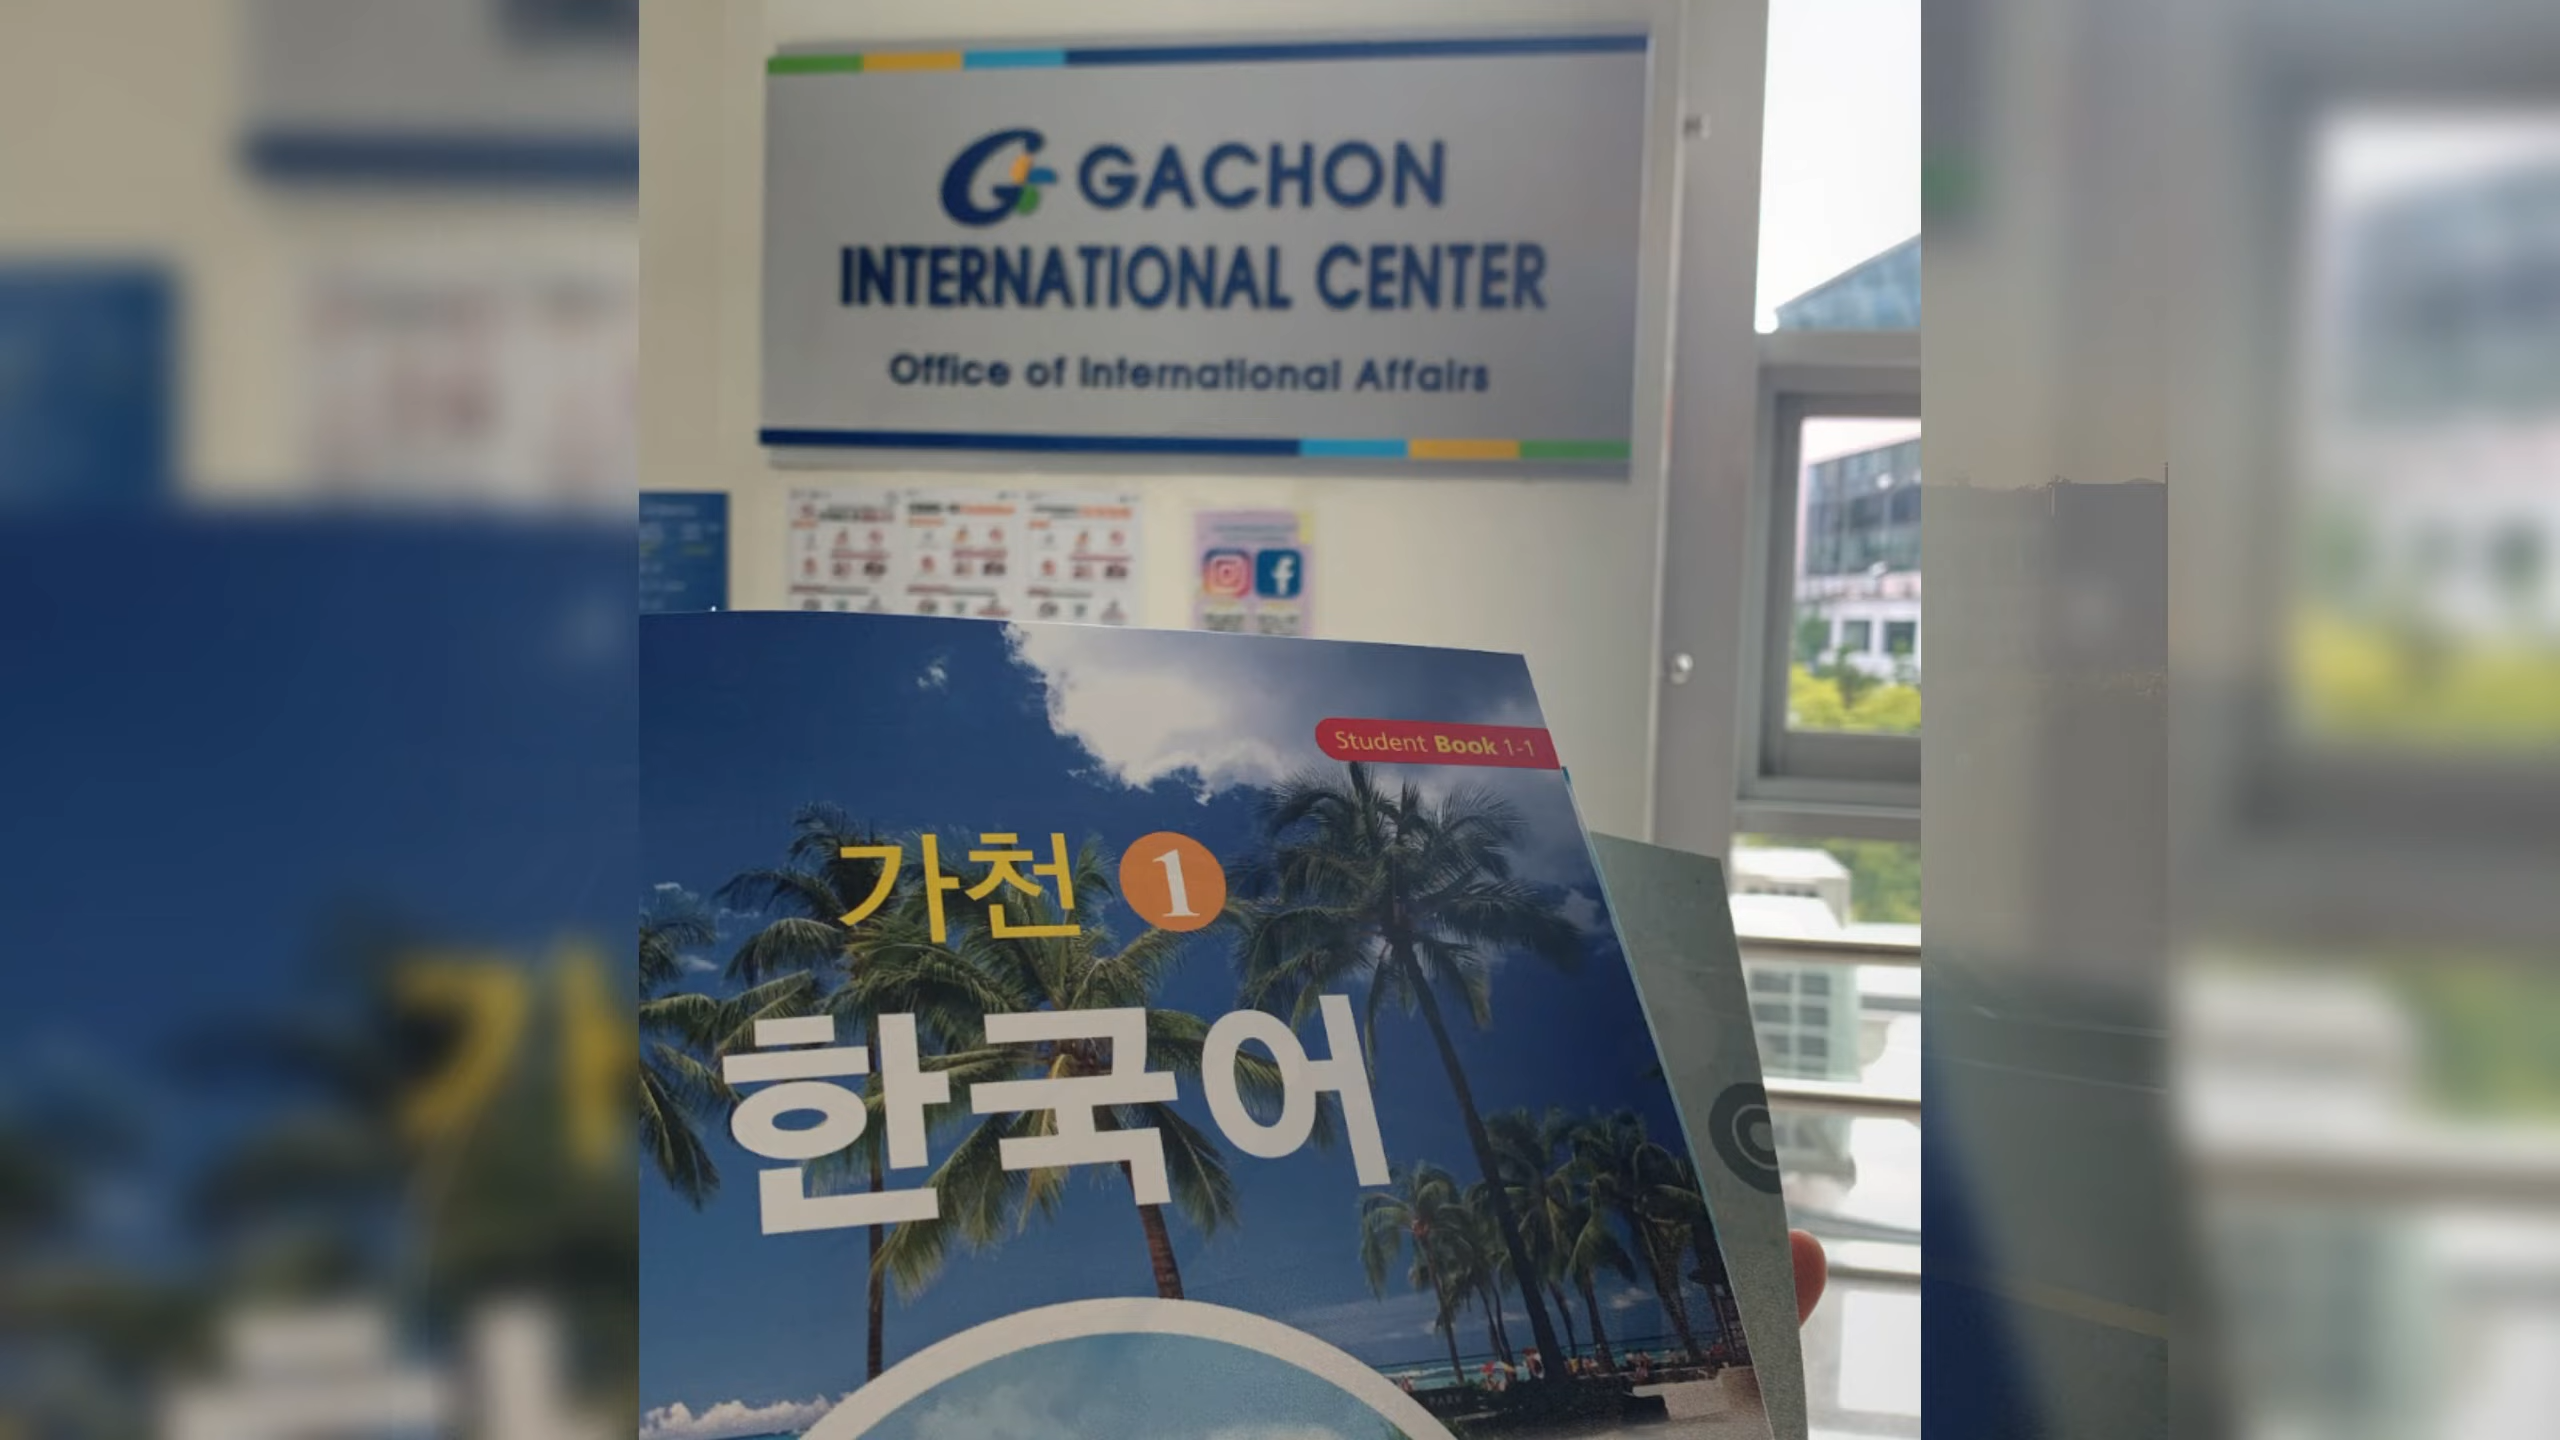 GACHON
INTERNATIONAL CENTER
Office of International Affairs
Student Book 1-1
가천 1
한국어